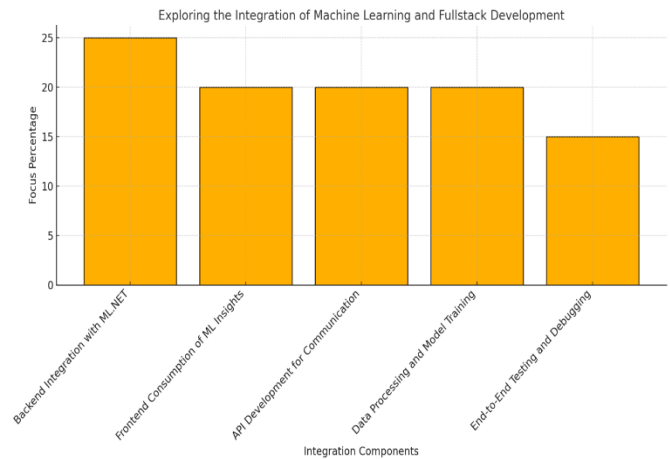 Exploring the Integration of Machine Learning and Fullstack Development
25
20
15
10
5
0
Focus Percentage
Backend Integration with ML.NET
Frontend Consumption of ML Insights
API Development for Communication
Data Processing and Model Training
End-to-End Testing and Debugging
Integration Components